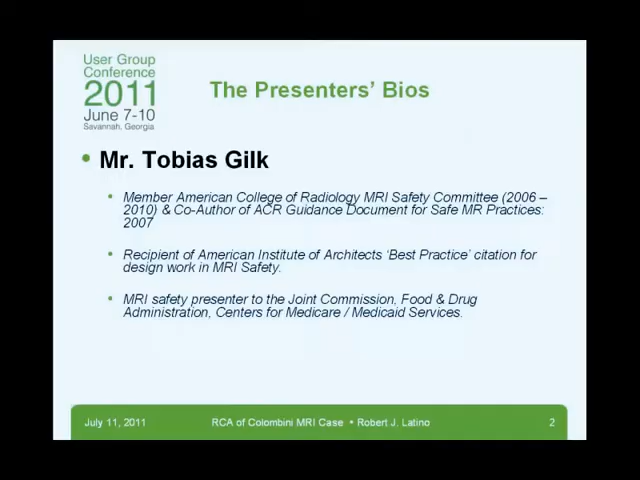 User Group
Conference
2011
June 7-10
Savannah, Georgia
The Presenters' Bios
• Mr. Tobias Gilk
• Member American College of Radiology MRI Safety Committee (2006 –
2010) & Co-Author of ACR Guidance Document for Safe MR Practices:
2007
• Recipient of American Institute of Architects 'Best Practice' citation for
design work in MRI Safety.
• MRI safety presenter to the Joint Commission, Food & Drug
Administration, Centers for Medicare / Medicaid Services.
July 11, 2011 RCA of Colombini MRI Case • Robert J. Latino 2